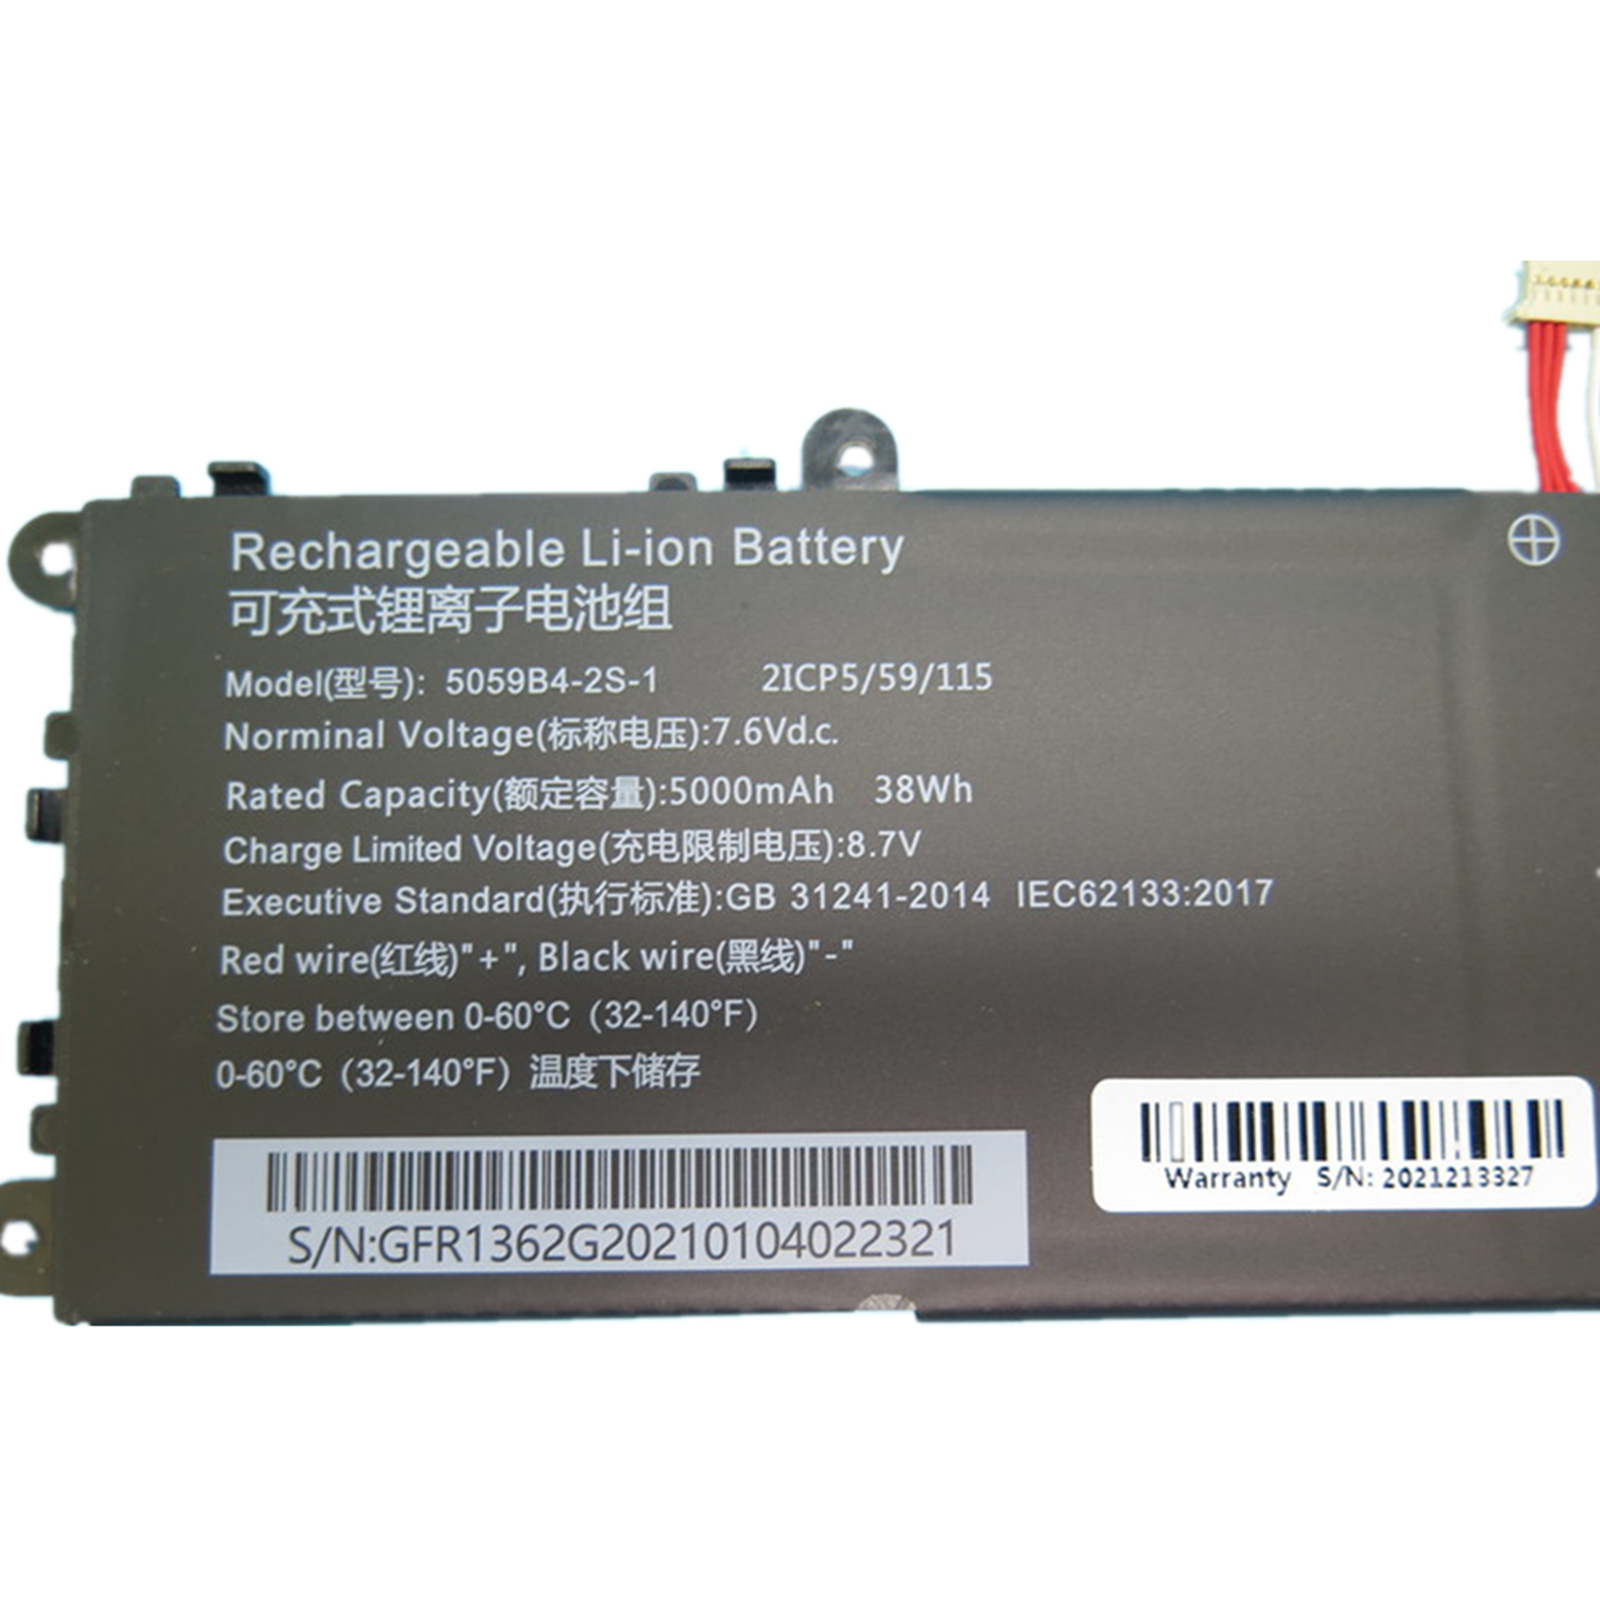 Rechargeable Li-ion Battery
可充式锂离子电池组
Model(型号): 5059B4-2S-1 2ICP5/59/115
Norminal Voltage(标称电压):7.6Vd.c.
Rated Capacity(额定容量):5000mAh 38Wh
Charge Limited Voltage(充电限制电压):8.7V
Executive Standard(执行标准):GB 31241-2014 IEC62133:2017
Red wire(红线)"+", Black wire(黑线)"-"
Store between 0-60°C（32-140°F）
0-60°C（32-140°F）温度下储存
S/N:GFR1362G20210104022321
Warranty S/N: 2021213327